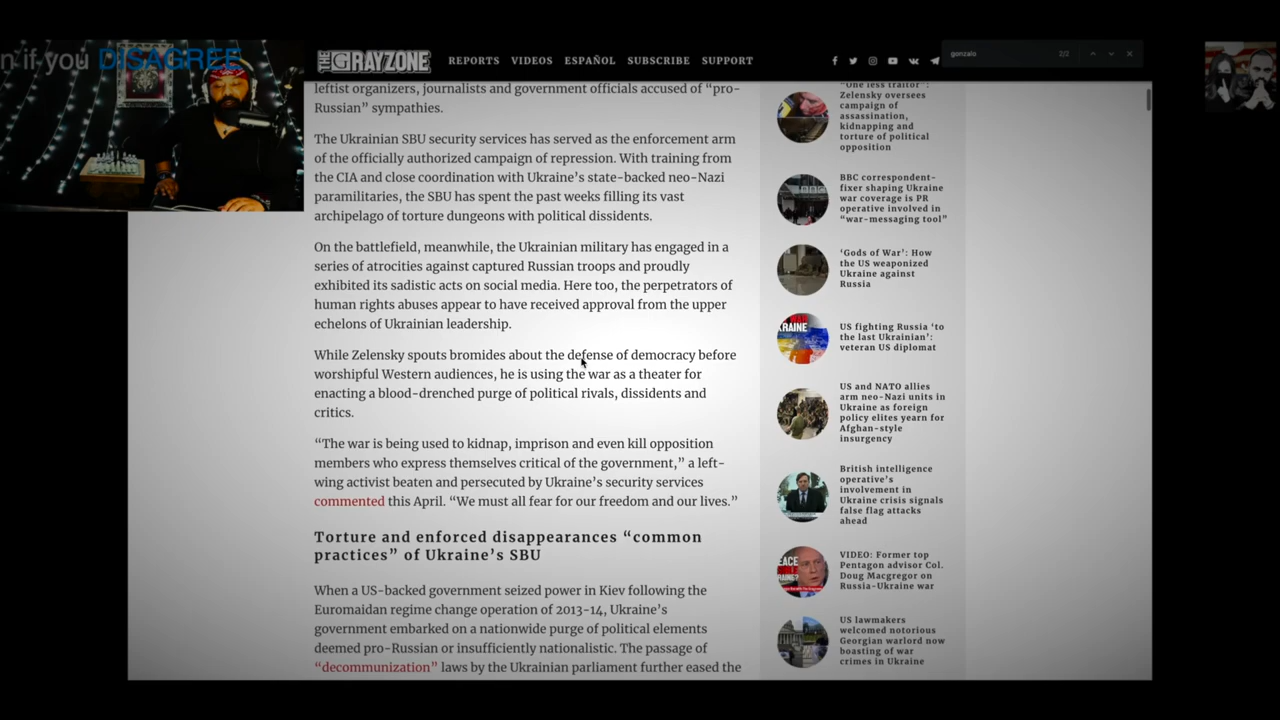 n if you DISAGREE
THE GRAYZONE
REPORTS VIDEOS ESPAÑOL SUBSCRIBE SUPPORT
gonzalo 2/2
leftist organizers, journalists and government officials accused of “pro-
Russian” sympathies.
The Ukrainian SBU security services has served as the enforcement arm
of the officially authorized campaign of repression. With training from
the CIA and close coordination with Ukraine’s state-backed neo-Nazi
paramilitaries, the SBU has spent the past weeks filling its vast
archipelago of torture dungeons with political dissidents.
On the battlefield, meanwhile, the Ukrainian military has engaged in a
series of atrocities against captured Russian troops and proudly
exhibited its sadistic acts on social media. Here too, the perpetrators of
human rights abuses appear to have received approval from the upper
echelons of Ukrainian leadership.
While Zelensky spouts bromides about the defense of democracy before
worshipful Western audiences, he is using the war as a theater for
enacting a blood-drenched purge of political rivals, dissidents and
critics.
“The war is being used to kidnap, imprison and even kill opposition
members who express themselves critical of the government,” a left-
wing activist beaten and persecuted by Ukraine’s security services
commented this April. “We must all fear for our freedom and our lives.”
Torture and enforced disappearances “common
practices” of Ukraine’s SBU
When a US-backed government seized power in Kiev following the
Euromaidan regime change operation of 2013-14, Ukraine’s
government embarked on a nationwide purge of political elements
deemed pro-Russian or insufficiently nationalistic. The passage of
“decommunization” laws by the Ukrainian parliament further eased the
“One less traitor”:
Zelensky oversees
campaign of
assassination,
kidnapping and
torture of political
opposition
BBC correspondent-
fixer shaping Ukraine
war coverage is PR
operative involved in
“war-messaging tool”
‘Gods of War’: How
the US weaponized
Ukraine against
Russia
WAR
RAINE
US fighting Russia ‘to
the last Ukrainian’:
veteran US diplomat
US and NATO allies
arm neo-Nazi units in
Ukraine as foreign
policy elites yearn for
Afghan-style
insurgency
British intelligence
operative’s
involvement in
Ukraine crisis signals
false flag attacks
ahead
EACE
RAINE?
VIDEO: Former top
Pentagon advisor Col.
Doug Macgregor on
Russia-Ukraine war
US lawmakers
welcomed notorious
Georgian warlord now
boasting of war
crimes in Ukraine